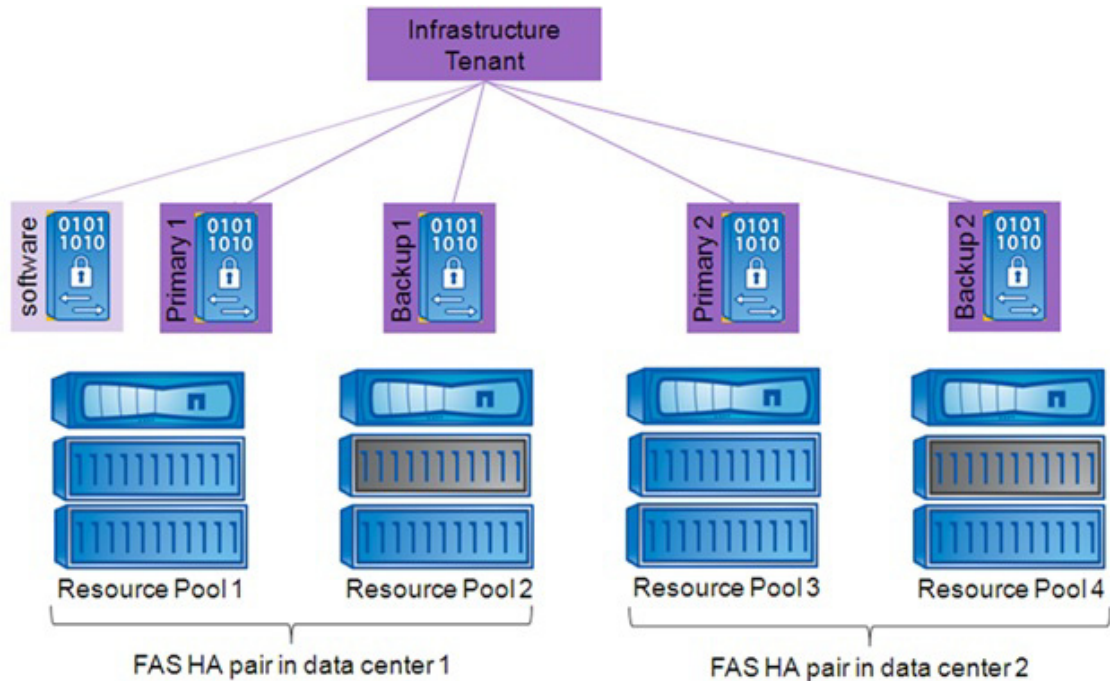 Infrastructure
Tenant
software
0101
1010
Primary 1
0101
1010
Backup 1
0101
1010
Primary 2
0101
1010
Backup 2
0101
1010
Resource Pool 1
Resource Pool 2
Resource Pool 3
Resource Pool 4
FAS HA pair in data center 1
FAS HA pair in data center 2